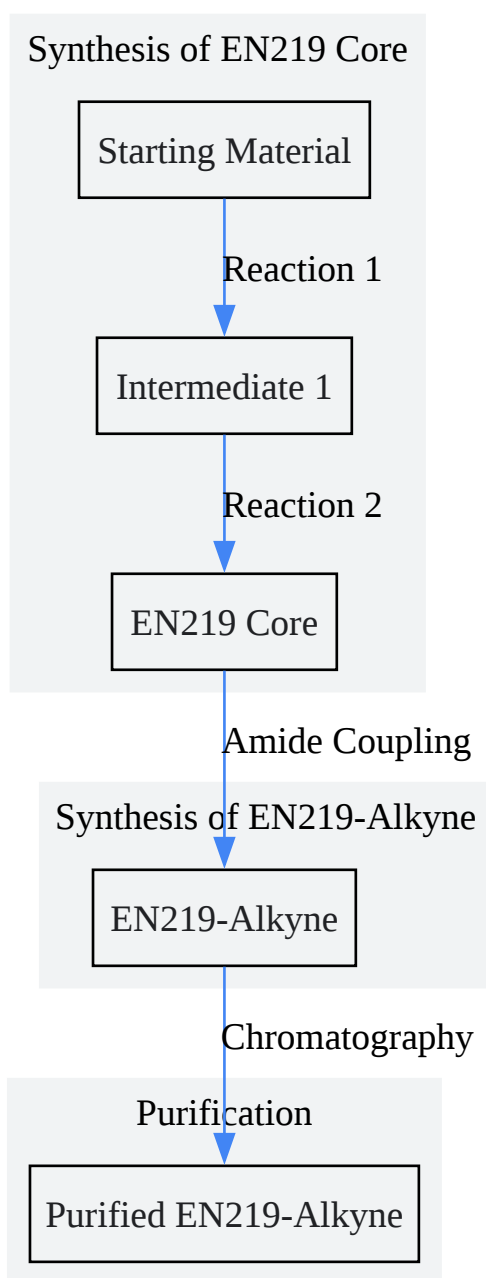 Synthesis of EN219 Core
Starting Material
Reaction 1
Intermediate 1
Reaction 2
EN219 Core
Amide Coupling
Synthesis of EN219-Alkyne
EN219-Alkyne
Chromatography
Purification
Purified EN219-Alkyne